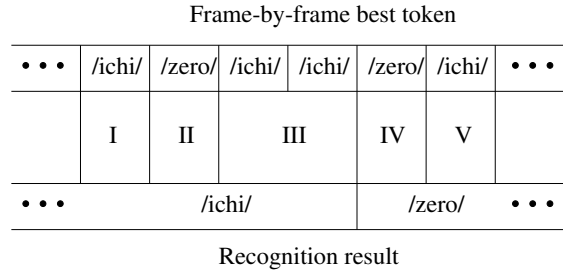 Frame-by-frame best token
• • • /ichi/ /zero/ /ichi/ /ichi/ /zero/ /ichi/ • • •
I II III IV V
• • • /ichi/ /zero/ • • •
Recognition result